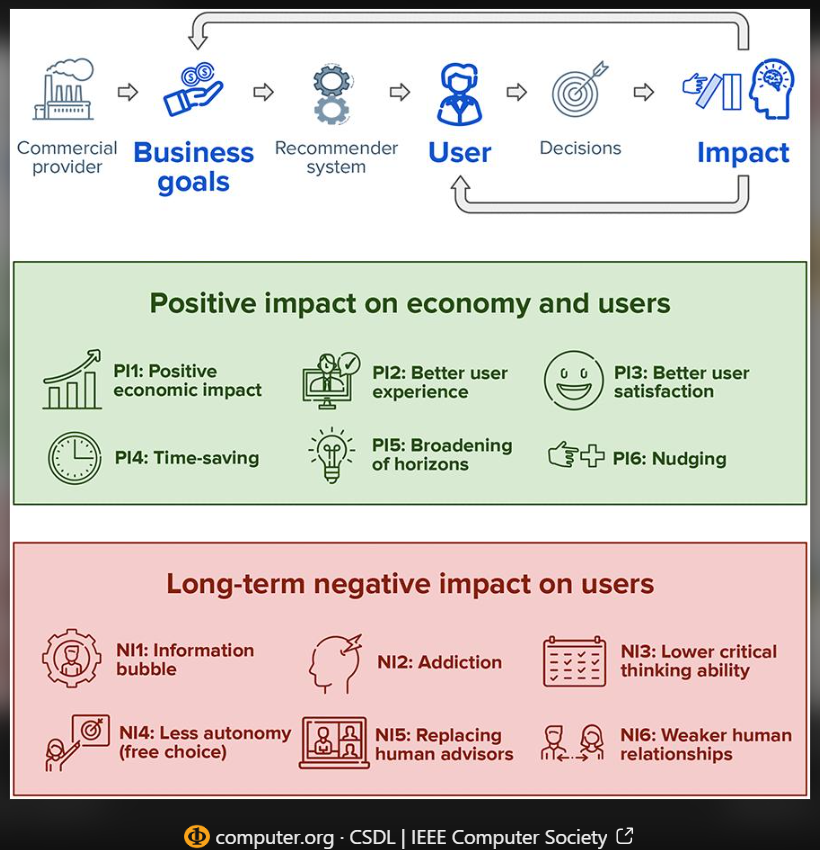 Commercial
provider
Business
goals
Recommender
system
User
Decisions
Impact
Positive impact on economy and users
PI1: Positive
economic impact
PI2: Better user
experience
PI3: Better user
satisfaction
PI4: Time-saving
PI5: Broadening
of horizons
PI6: Nudging
Long-term negative impact on users
NI1: Information
bubble
NI2: Addiction
NI3: Lower critical
thinking ability
NI4: Less autonomy
(free choice)
NI5: Replacing
human advisors
NI6: Weaker human
relationships
computer.org · CSDL | IEEE Computer Society